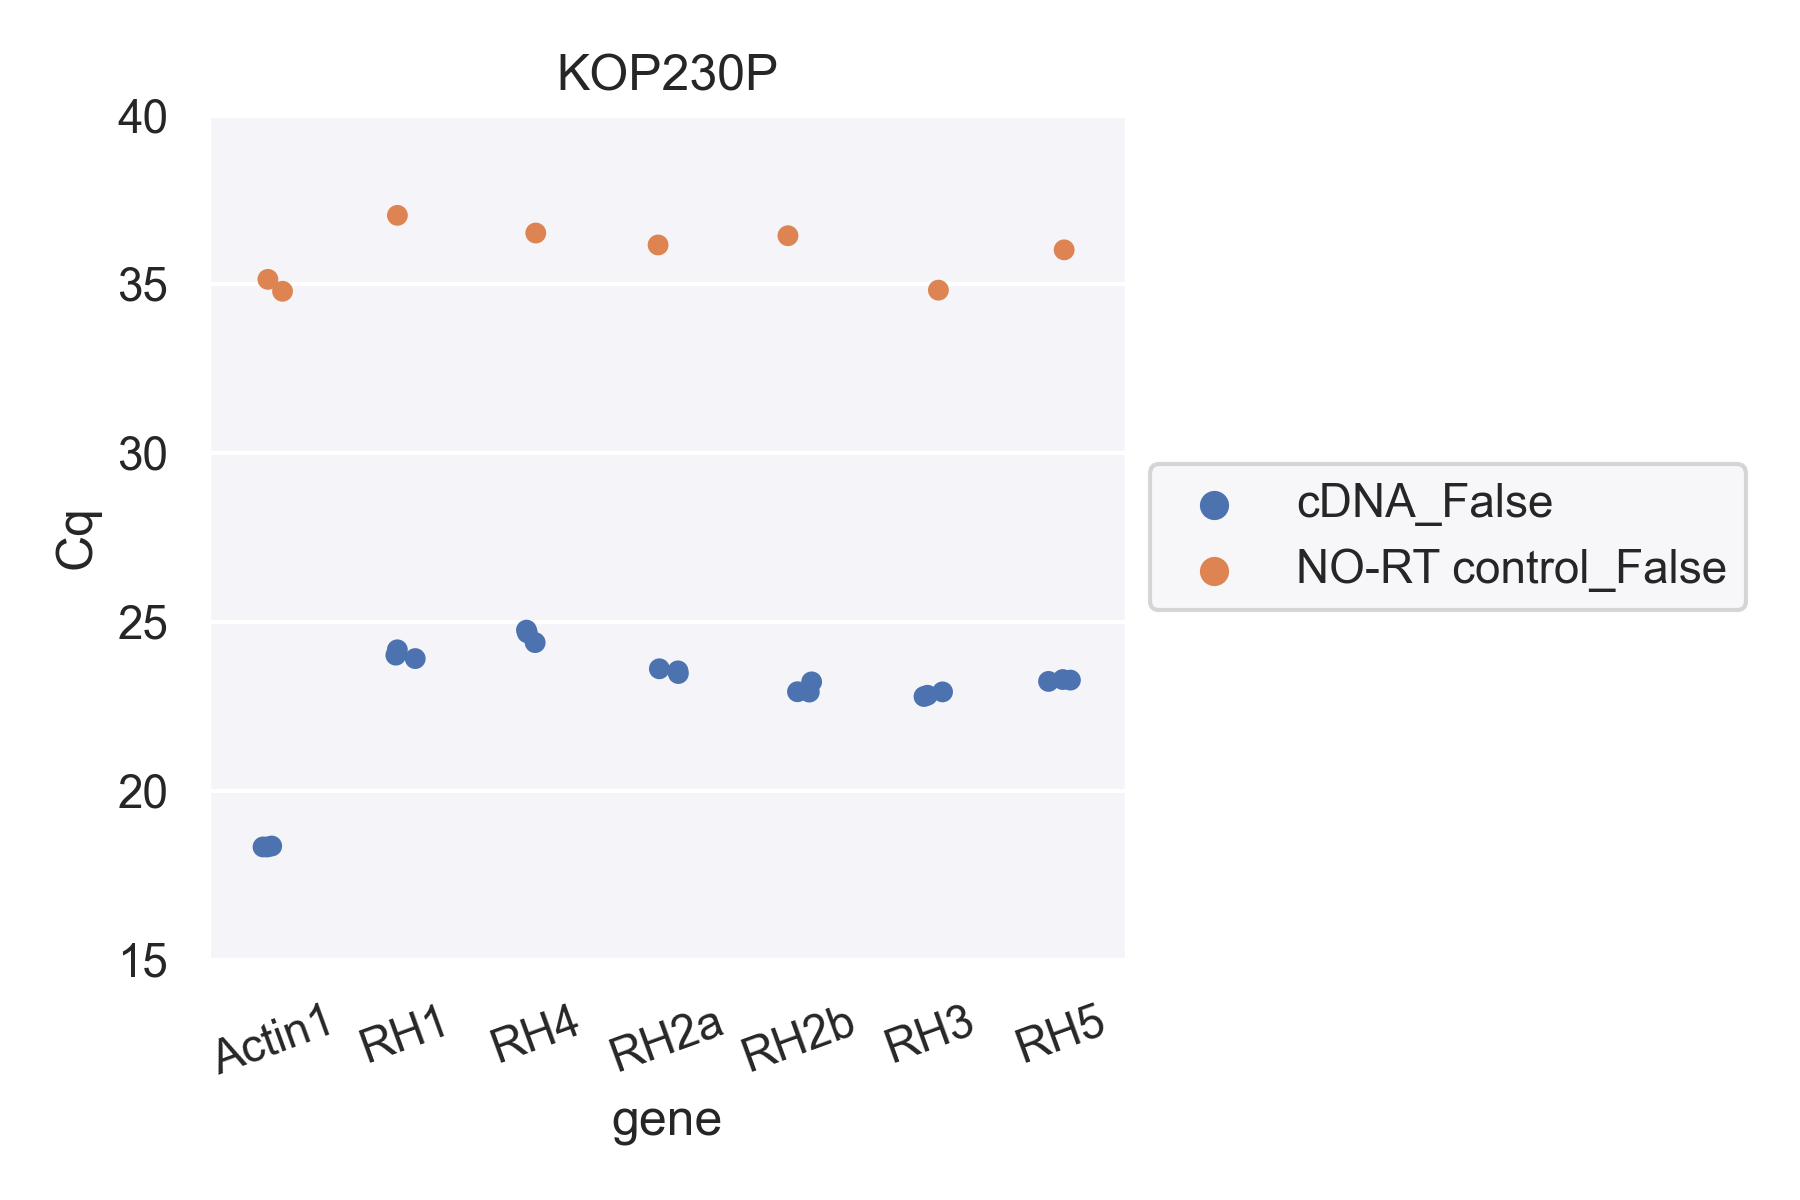 KOP230P
40
35
30
25
20
15
Cq
Actin1
RH1
RH4
RH2a
RH2b
RH3
RH5
gene
cDNA_False
NO-RT control_False